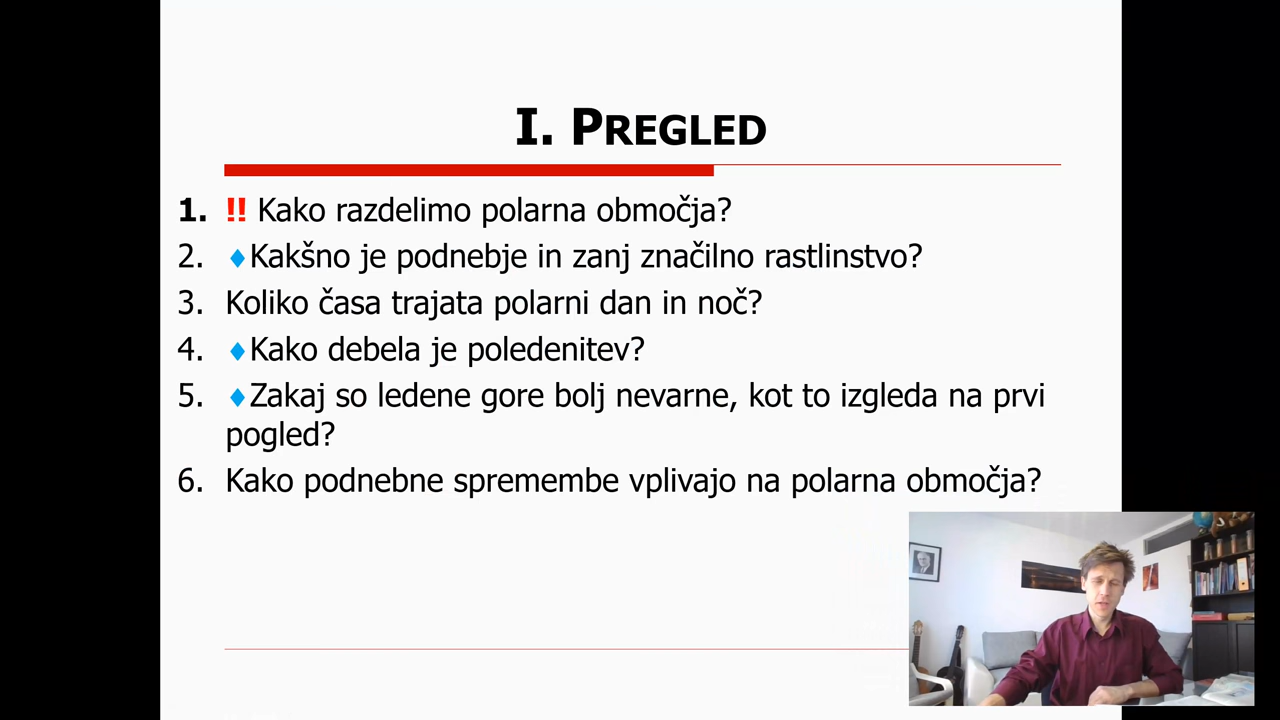 I. PREGLED
1. !! Kako razdelimo polarna območja?
2. ♦Kakšno je podnebje in zanj značilno rastlinstvo?
3. Koliko časa trajata polarni dan in noč?
4. ♦Kako debela je poledenitev?
5. ♦Zakaj so ledene gore bolj nevarne, kot to izgleda na prvi
pogled?
6. Kako podnebne spremembe vplivajo na polarna območja?